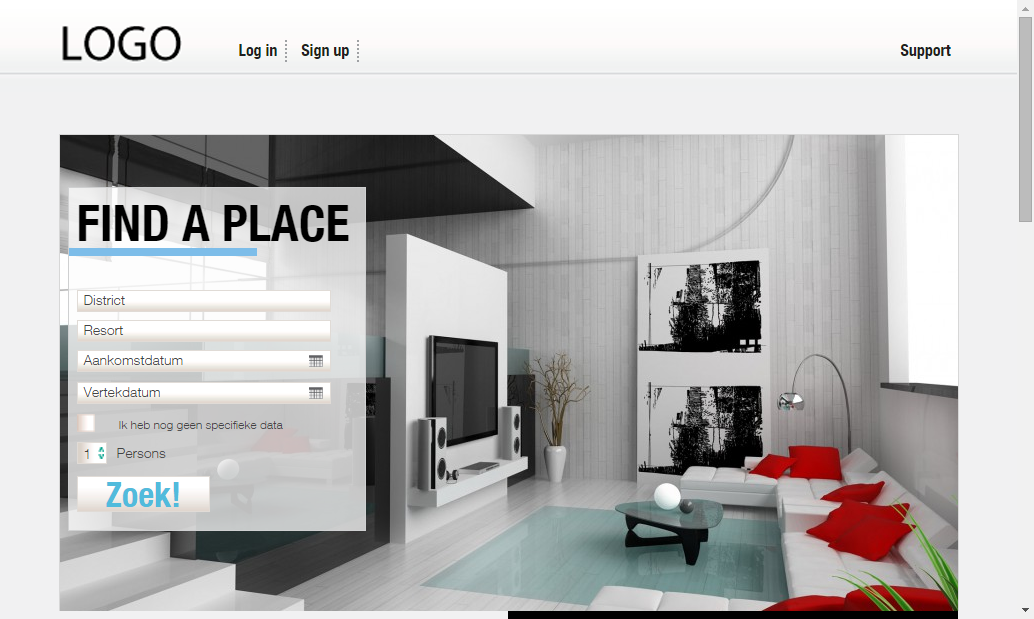 LOGO
Log in
Sign up
Support
FIND A PLACE
District
Resort
Aankomstdatum
Vertekdatum
Ik heb nog geen specifieke data
1 Persons
Zoek!